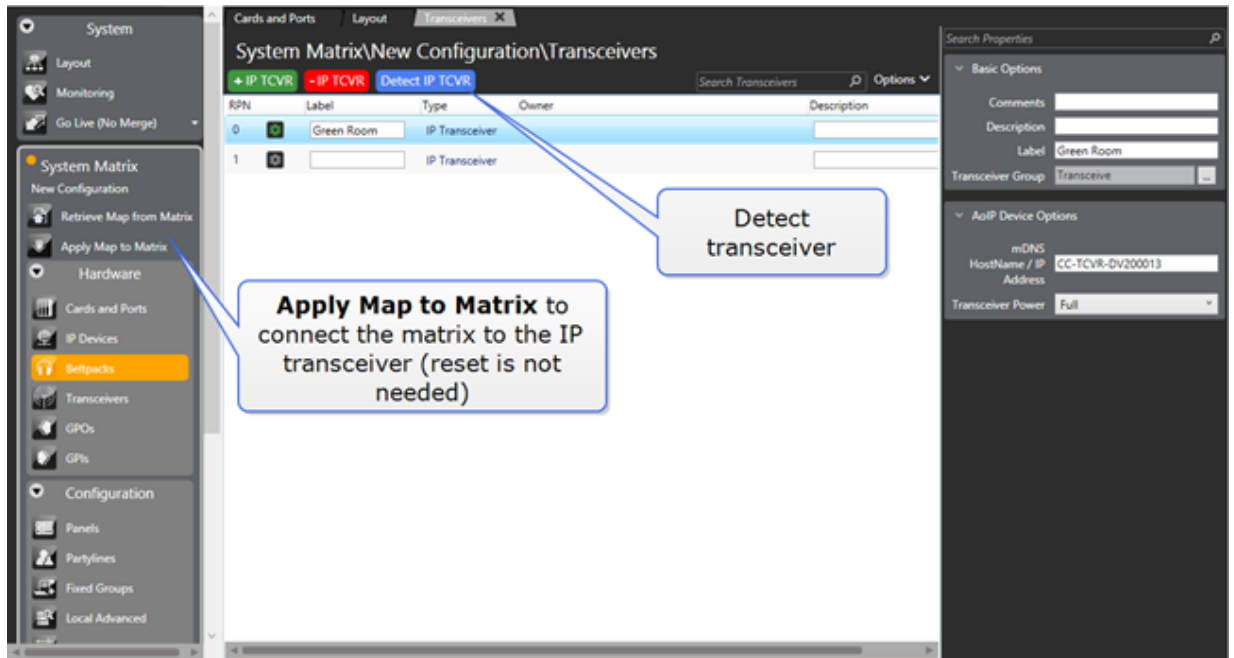 System
Layout
Monitoring
Go Live (No Merge)
System Matrix
New Configuration
Retrieve Map from Matrix
Apply Map to Matrix
Hardware
Cards and Ports
IP Devices
Beltpacks
Transceivers
GPOs
GPIs
Configuration
Panels
Partylines
Fixed Groups
Local Advanced
Cards and Ports Layout Transceivers X
System Matrix\New Configuration\Transceivers
+ IP TCVR - IP TCVR Detect IP TCVR Search Transceivers Options
RPN Label Type Owner Description
0 Green Room IP Transceiver
1 IP Transceiver
Detect
transceiver
Apply Map to Matrix to
connect the matrix to the IP
transceiver (reset is not
needed)
Search Properties
Basic Options
Comments
Description
Label Green Room
Transceiver Group Transceive ...
AoIP Device Options
mDNS
HostName / IP CC-TCVR-DV200013
Address
Transceiver Power Full